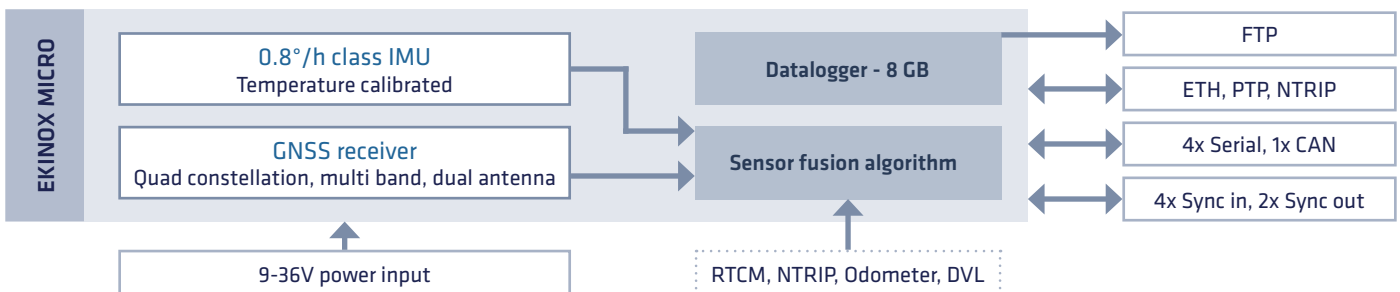 EKINOX MICRO
0.8°/h class IMU
Temperature calibrated
GNSS receiver
Quad constellation, multi band, dual antenna
9-36V power input
Datalogger - 8 GB
Sensor fusion algorithm
RTCM, NTRIP, Odometer, DVL
FTP
ETH, PTP, NTRIP
4x Serial, 1x CAN
4x Sync in, 2x Sync out